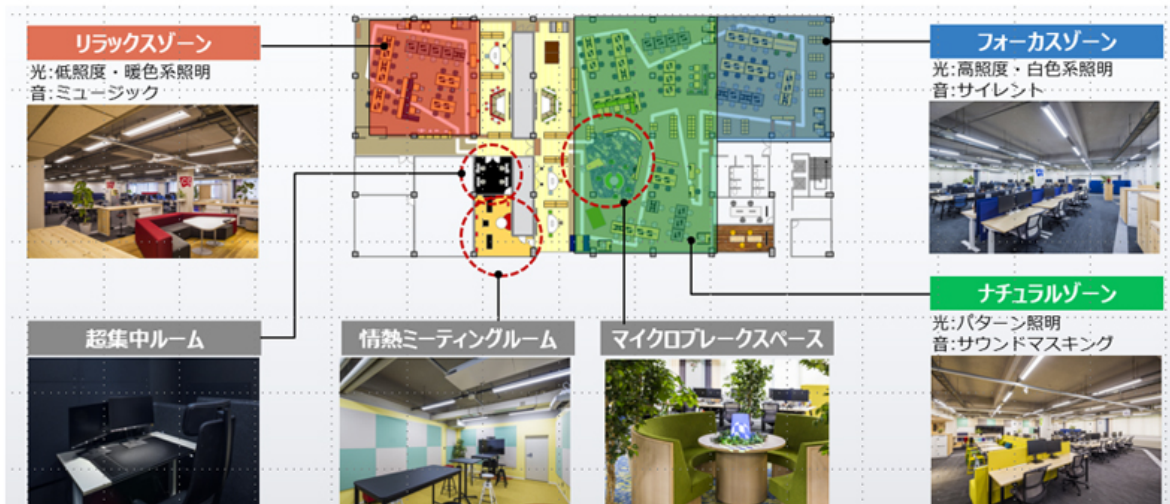 リラックスゾーン
光:低照度・暖色系照明
音:ミュージック
フォーカスゾーン
光:高照度・白色系照明
音:サイレント
ナチュラルゾーン
光:パターン照明
音:サウンドマスキング
超集中ルーム
情熱ミーティングルーム
マイクロブレークスペース